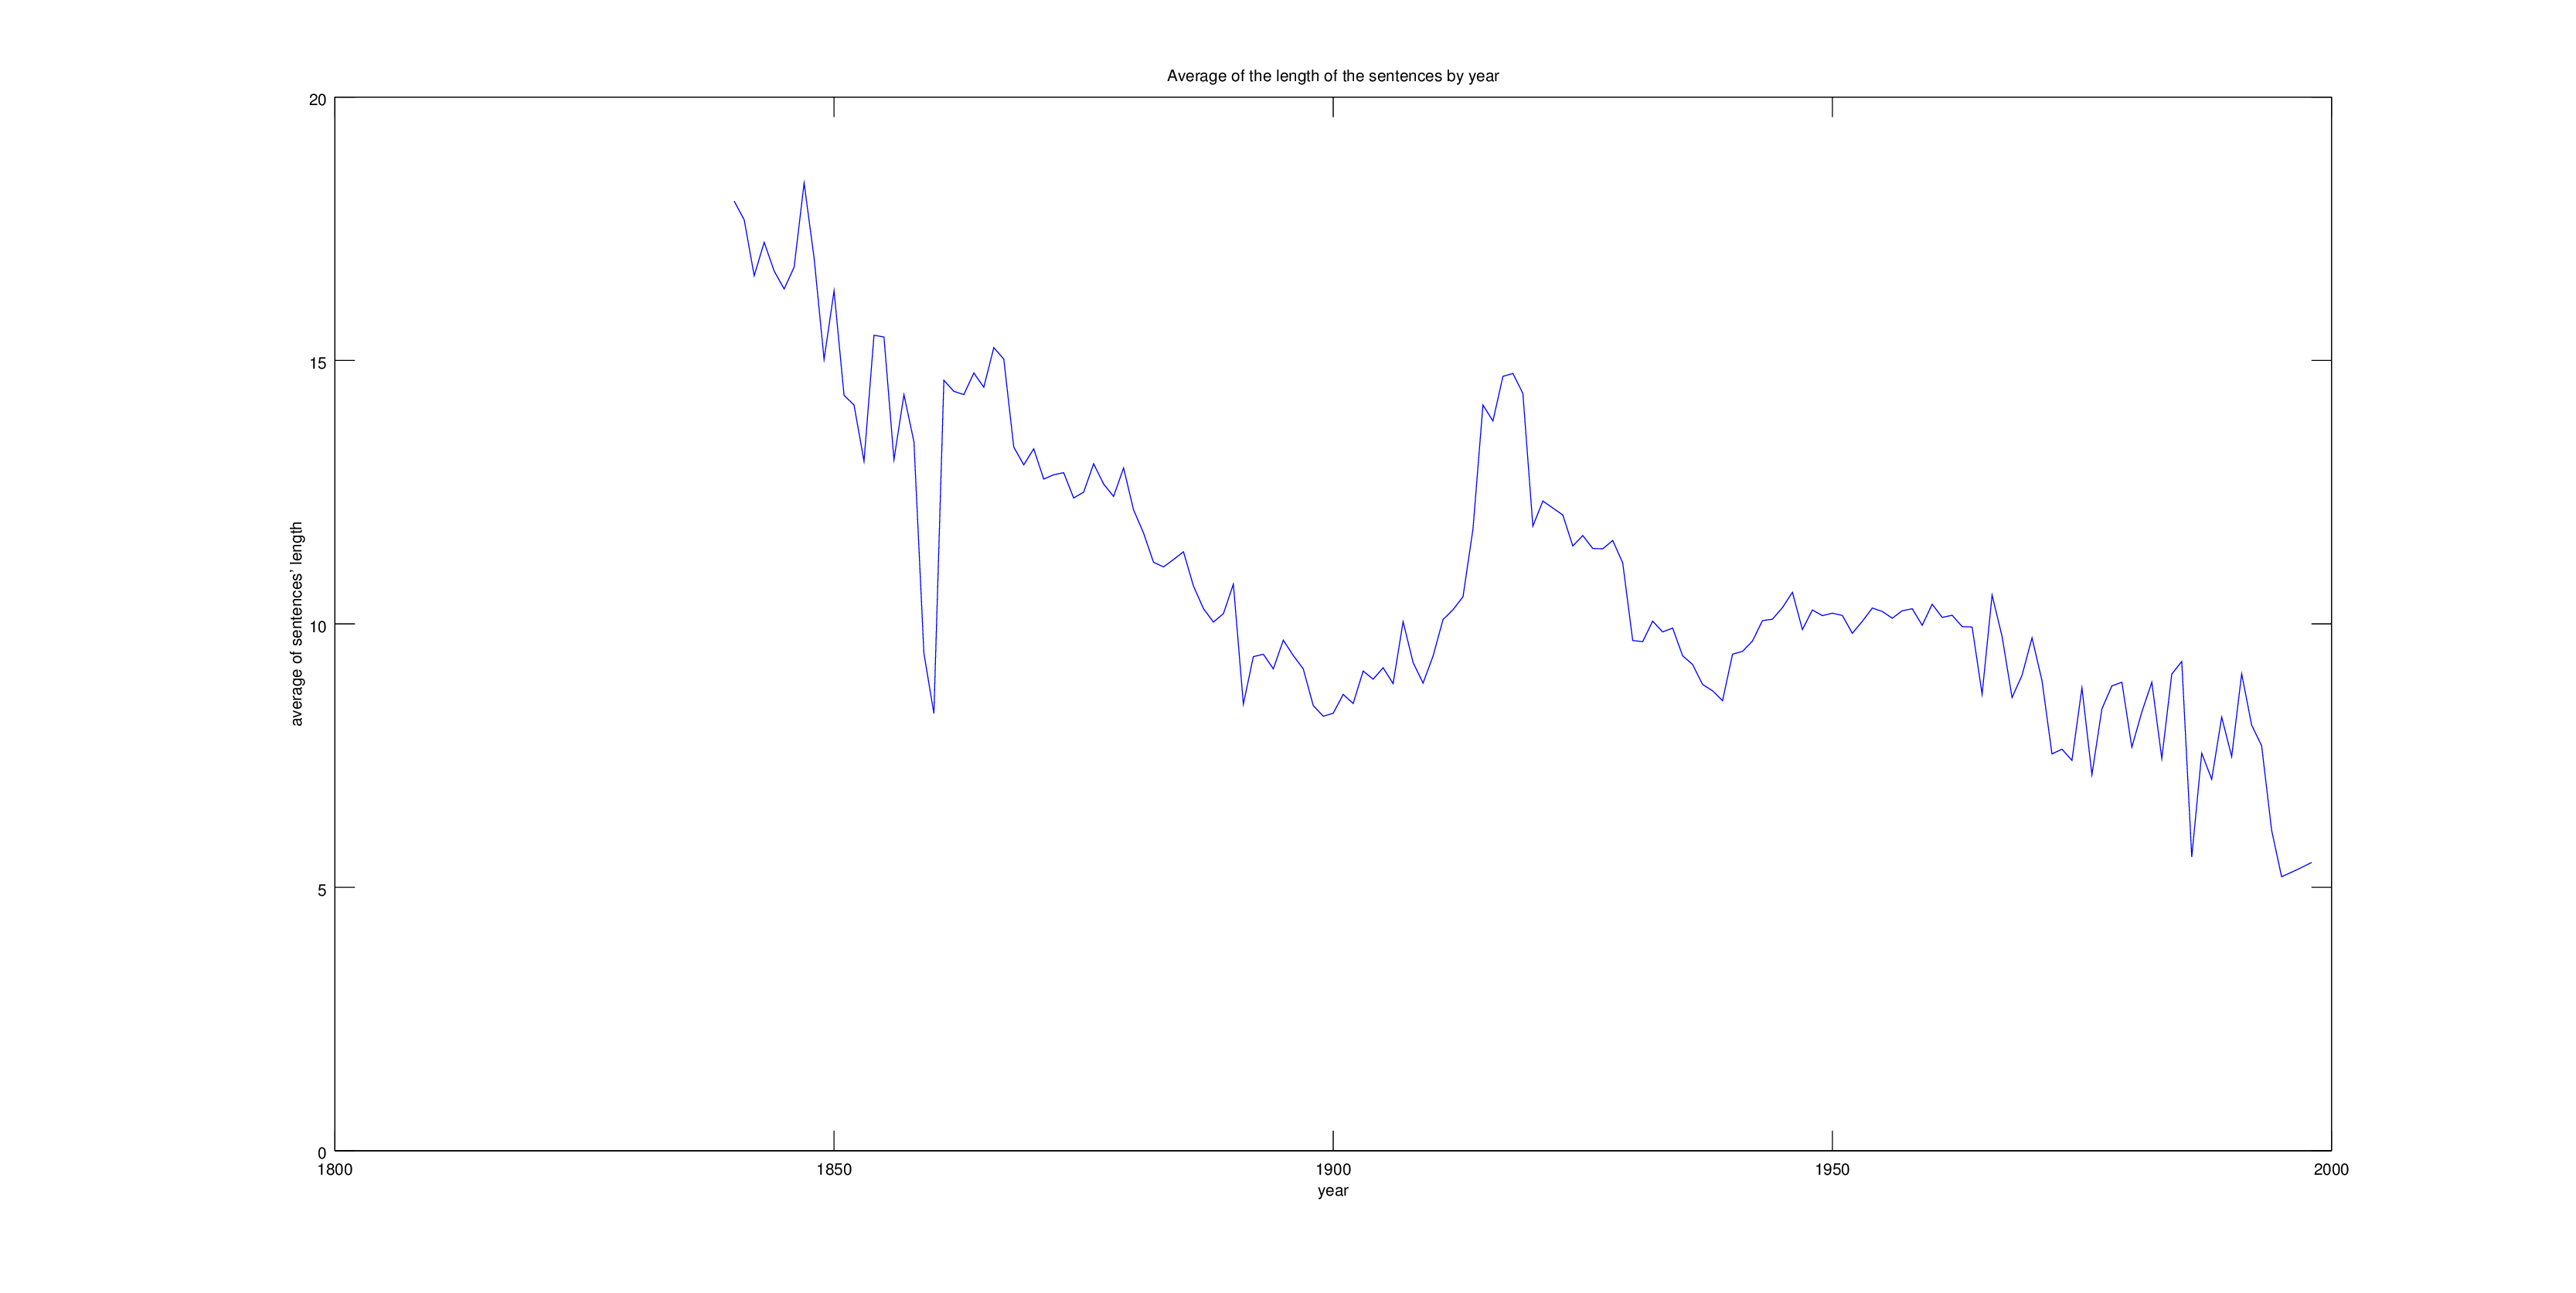 Average of the length of the sentences by year
20
15
10
5
0
average of sentences' length
1800 1850 1900 1950 2000
year